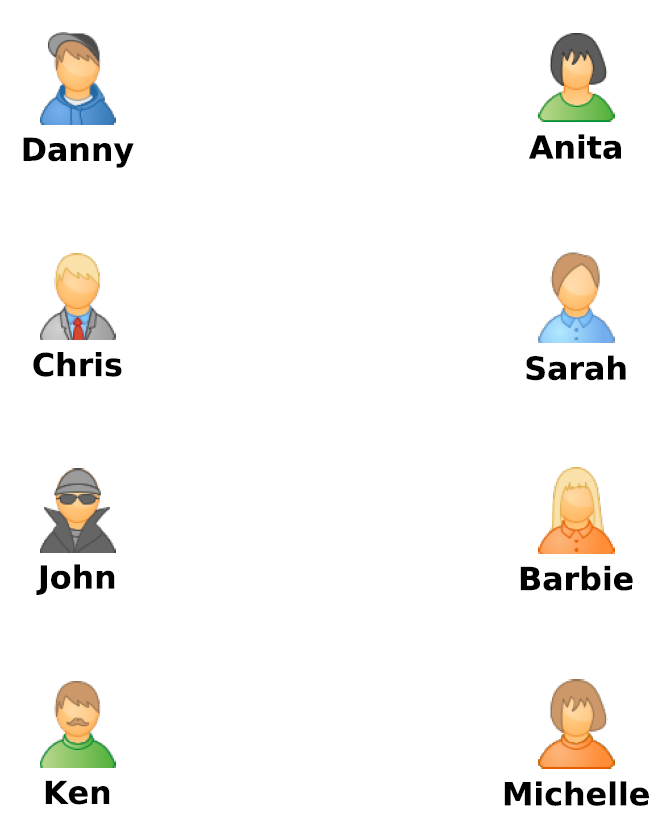 Danny
Anita
Chris
Sarah
John
Barbie
Ken
Michelle